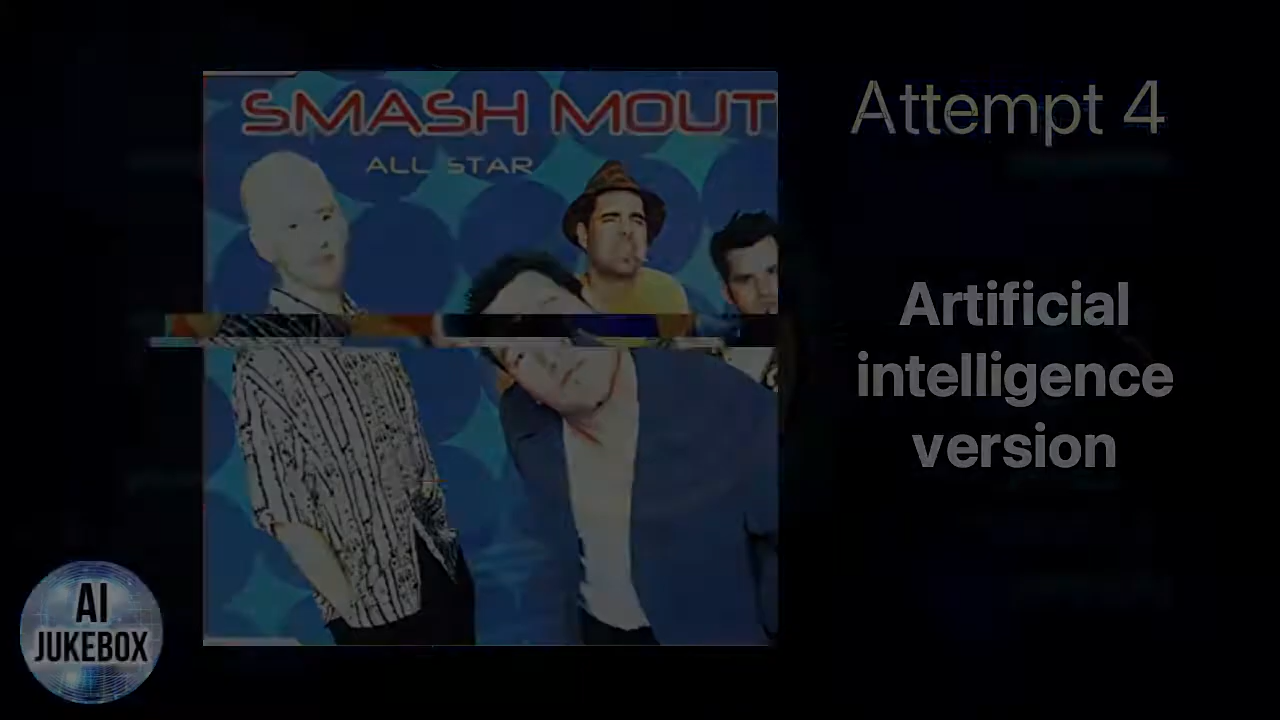 SMASH MOUT
ALL STAR
Attempt 4
Artificial
intelligence
version
AI
JUKEBOX